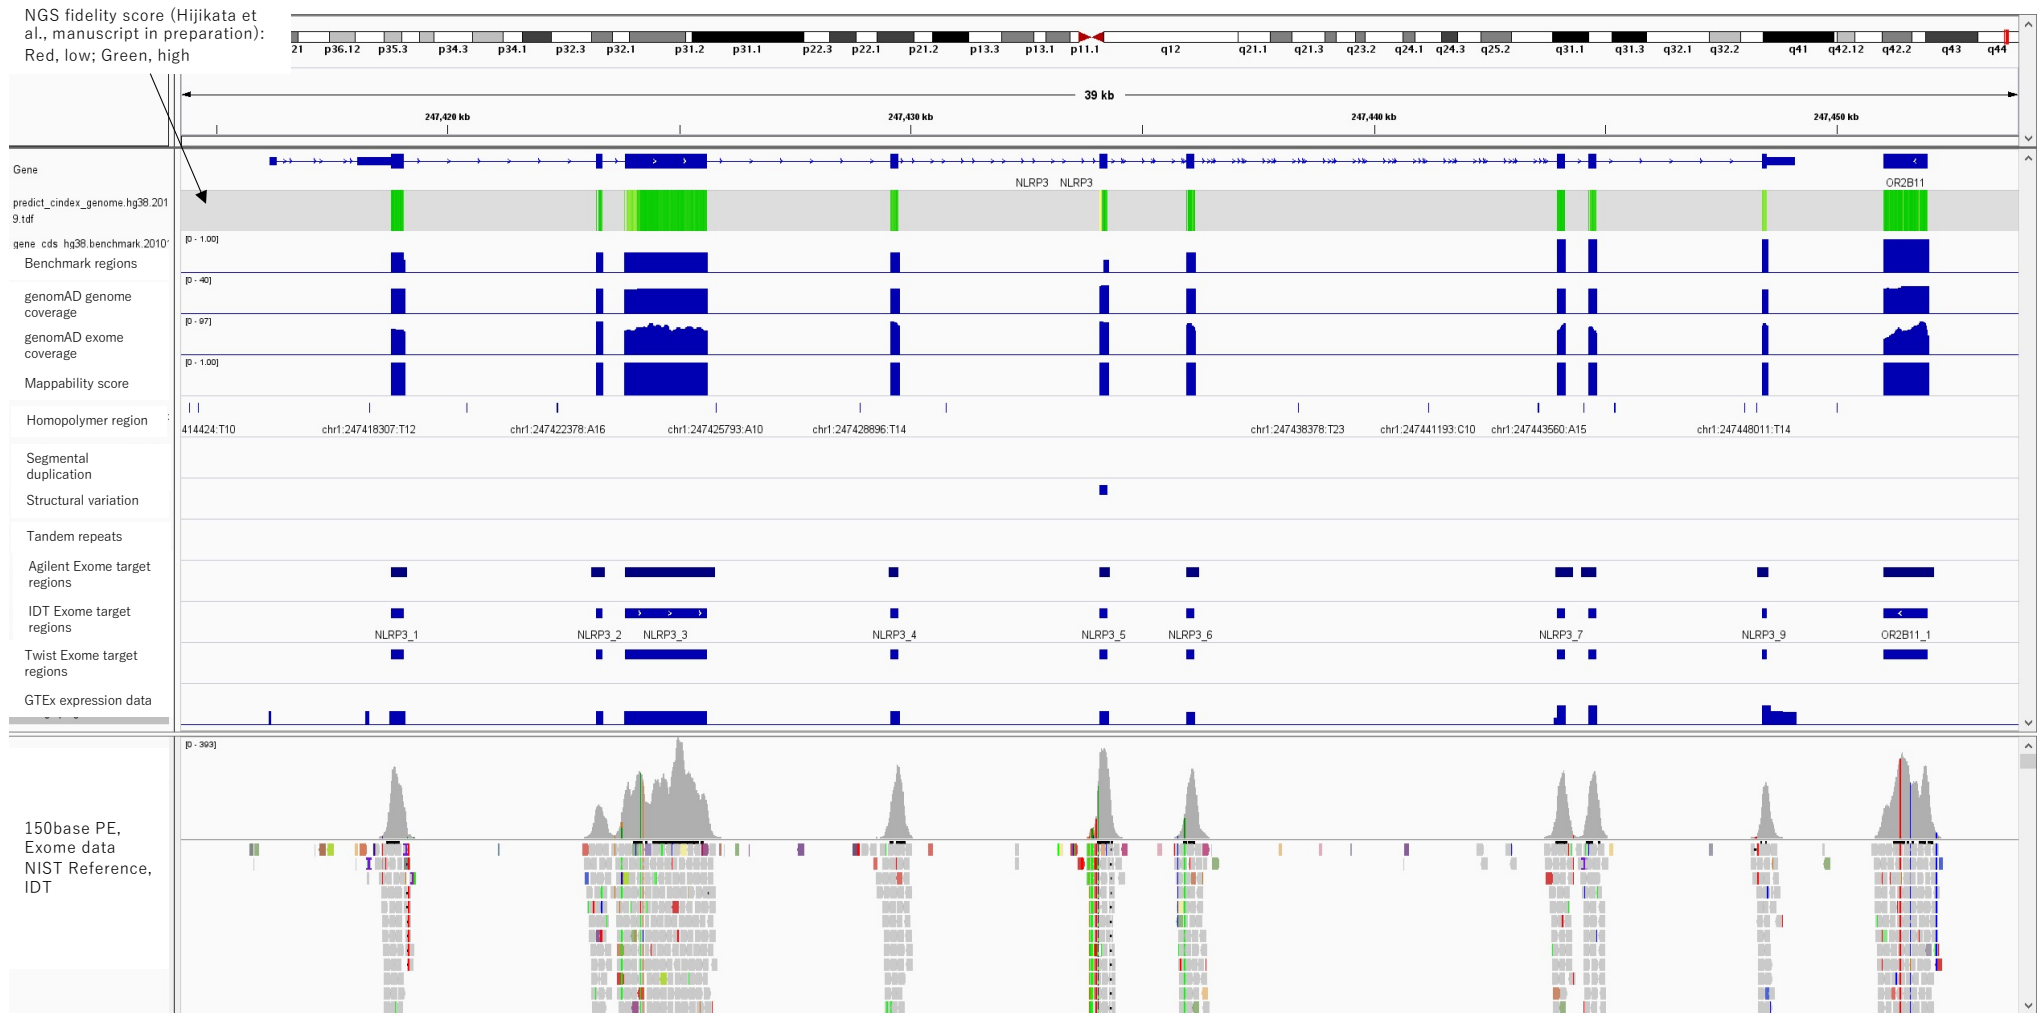 NGS fidelity score (Hijikata et
al., manuscript in preparation):
Red, low; Green, high
21 p36.12 p35.3 p34.3 p34.1 p32.3 p32.1 p31.2 p31.1 p22.3 p22.1 p21.2 p13.3 p13.1 p11.1 q12 q21.1 q21.3 q23.2 q24.1 q24.3 q25.2 q31.1 q31.3 q32.1 q32.2 q41 q42.12 q42.2 q43 q44
39 kb
247,420 kb 247,430 kb 247,440 kb 247,450 kb
Gene
NLRP3 NLRP3 OR2B11
predict_cindex_genome.hg38.201
9.tdf
gene_cds_hg38.benchmark.2010
[0 - 1.00]
Benchmark regions
[0 - 40]
genomAD genome
coverage
[0 - 97]
genomAD exome
coverage
[0 - 1.00]
Mappability score
Homopolymer region
414424:T10 chr1:247418307:T12 chr1:247422378:A16 chr1:247425793:A10 chr1:247428896:T14 chr1:247438378:T23 chr1:247441193:C10 chr1:247443560:A15 chr1:247448011:T14
Segmental
duplication
Structural variation
Tandem repeats
Agilent Exome target
regions
IDT Exome target
regions
NLRP3_1 NLRP3_2 NLRP3_3 NLRP3_4 NLRP3_5 NLRP3_6 NLRP3_7 NLRP3_9 OR2B11_1
Twist Exome target
regions
GTEx expression data
[0 - 393]
150base PE,
Exome data
NIST Reference,
IDT